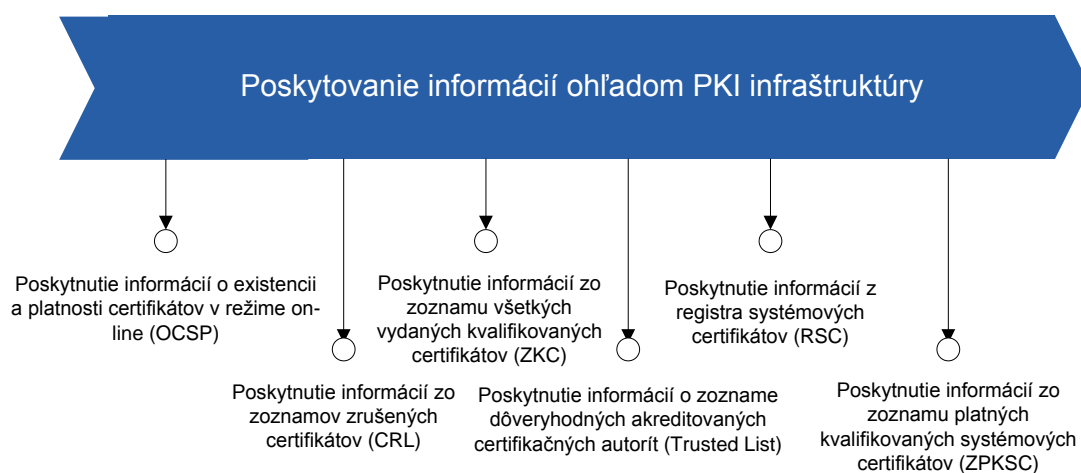 Poskytovanie informácií ohľadom PKI infraštruktúry
Poskytnutie informácií o existencii
a platnosti certifikátov v režime on-
line (OCSP)
Poskytnutie informácií zo
zoznamov zrušených
certifikátov (CRL)
Poskytnutie informácií zo
zoznamu všetkých
vydaných kvalifikovaných
certifikátov (ZKC)
Poskytnutie informácií o zozname
dôveryhodných akreditovaných
certifikačných autorít (Trusted List)
Poskytnutie informácií z
registra systémových
certifikátov (RSC)
Poskytnutie informácií zo
zoznamu platných
kvalifikovaných systémových
certifikátov (ZPKSC)